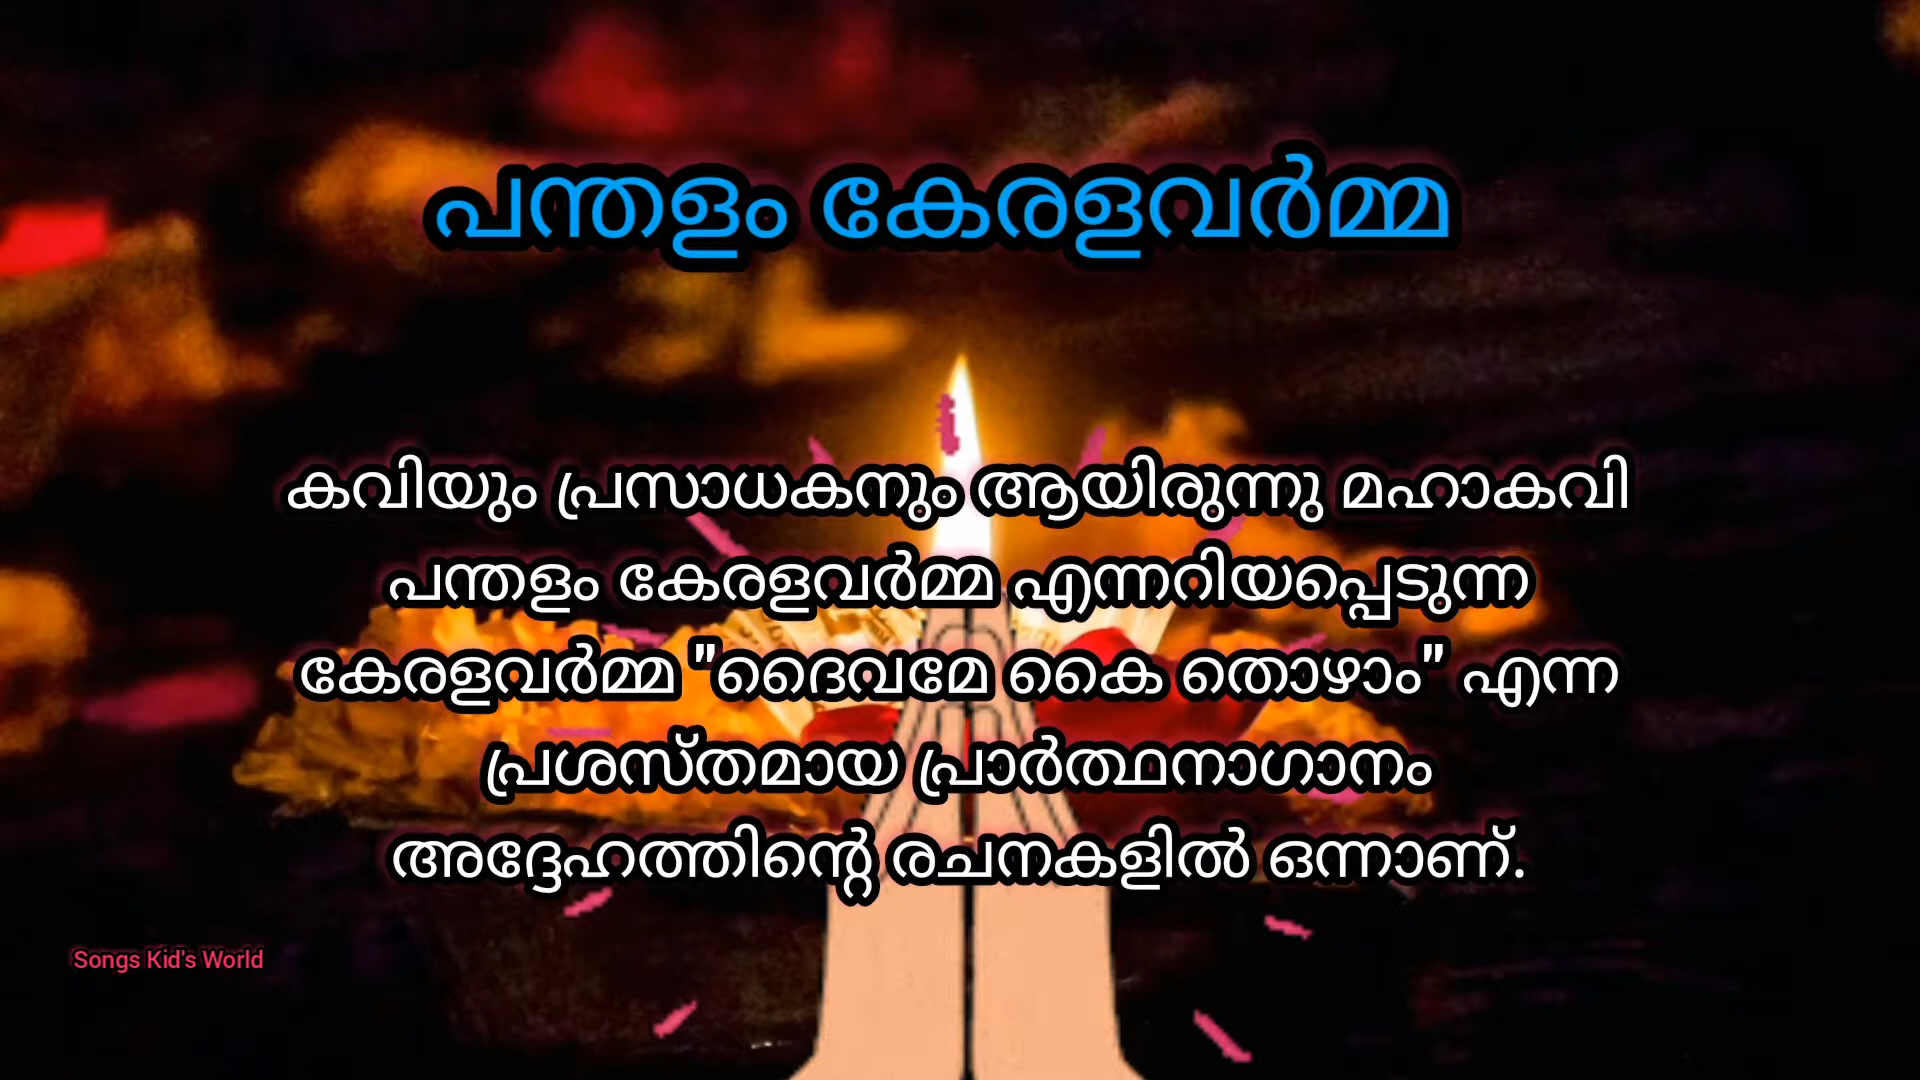 പന്തളം കേരളവർമ്മ
കവിയും പ്രസാധകനും ആയിരുന്നു മഹാകവി
പന്തളം കേരളവർമ്മ എന്നറിയപ്പെടുന്ന
കേരളവർമ്മ "ദൈവമേ കൈ തൊഴാം" എന്ന
പ്രശസ്തമായ പ്രാർത്ഥനാഗാനം
അദ്ദേഹത്തിന്റെ രചനകളിൽ ഒന്നാണ്.
Songs Kid's World